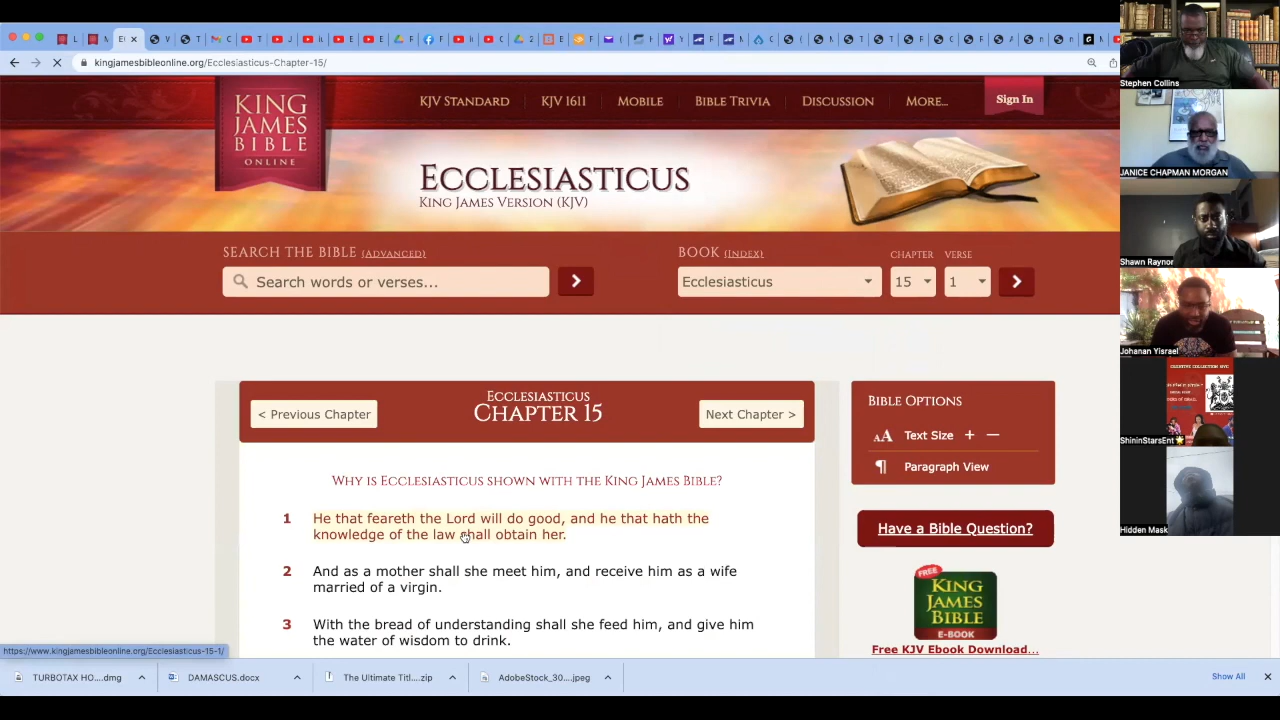 kingjamesbibleonline.org/Ecclesiasticus-Chapter-15/
KING
JAMES
BIBLE
ONLINE
KJV STANDARD
KJV 1611
MOBILE
BIBLE TRIVIA
DISCUSSION
MORE...
Sign In
ECCLESIASTICUS
KING JAMES VERSION (KJV)
SEARCH THE BIBLE (ADVANCED)
Search words or verses...
BOOK (INDEX)
CHAPTER
VERSE
Ecclesiasticus
15
1
< Previous Chapter
ECCLESIASTICUS
CHAPTER 15
Next Chapter >
WHY IS ECCLESIASTICUS SHOWN WITH THE KING JAMES BIBLE?
1 He that feareth the Lord will do good, and he that hath the
knowledge of the law shall obtain her.
2 And as a mother shall she meet him, and receive him as a wife
married of a virgin.
3 With the bread of understanding shall she feed him, and give him
the water of wisdom to drink.
BIBLE OPTIONS
AA Text Size + —
¶ Paragraph View
Have a Bible Question?
FREE
KING
JAMES
BIBLE
E-BOOK
Free KJV Ebook Download...
https://www.kingjamesbibleonline.org/Ecclesiasticus-15-1/
TURBOTAX HO....dmg
DAMASCUS.docx
The Ultimate Titl....zip
AdobeStock_30....jpeg
Show All
Stephen Collins
JANICE CHAPMAN MORGAN
Shawn Raynor
Johanan Yisrael
CREATIVE COLLECTION NYC
ShininStarsEnt🌟
Hidden Mask